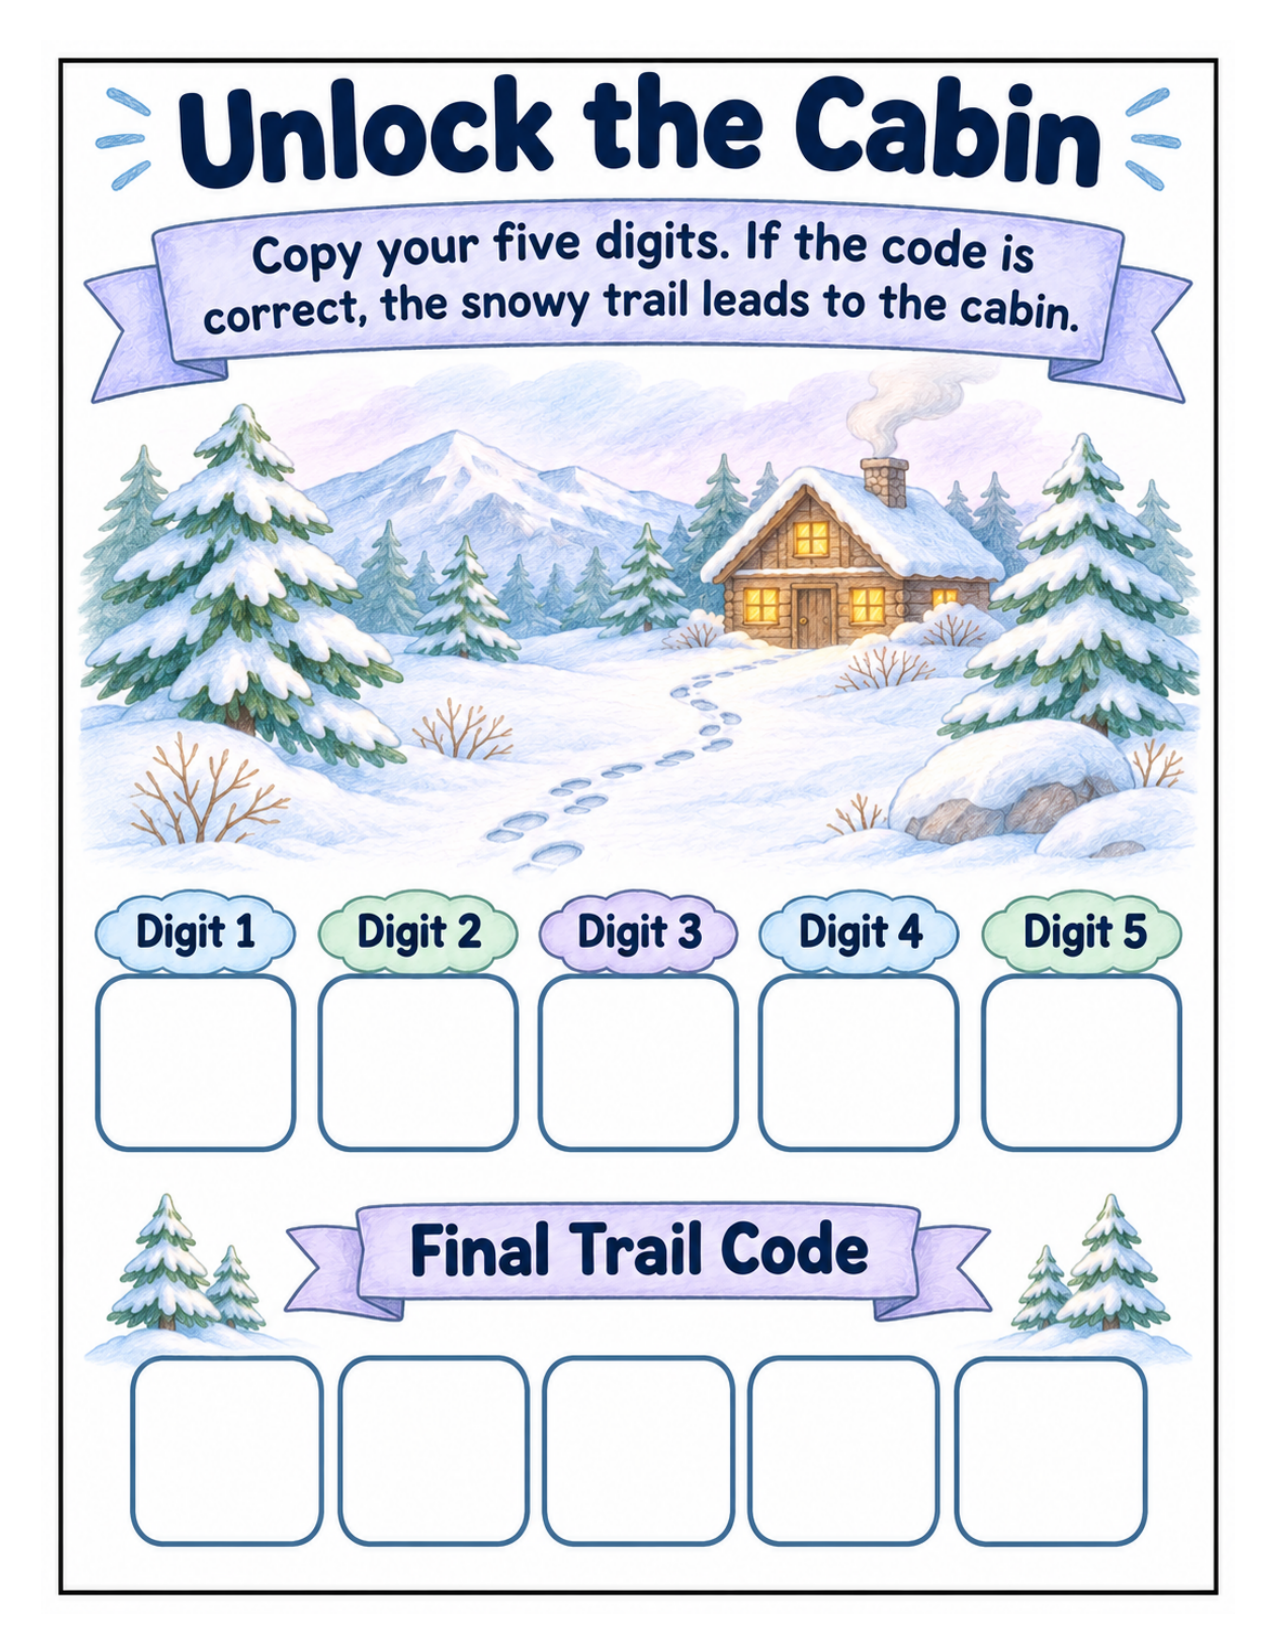 Unlock the Cabin
Copy your five digits. If the code is
correct, the snowy trail leads to the cabin.
Digit 1
Digit 2
Digit 3
Digit 4
Digit 5
Final Trail Code